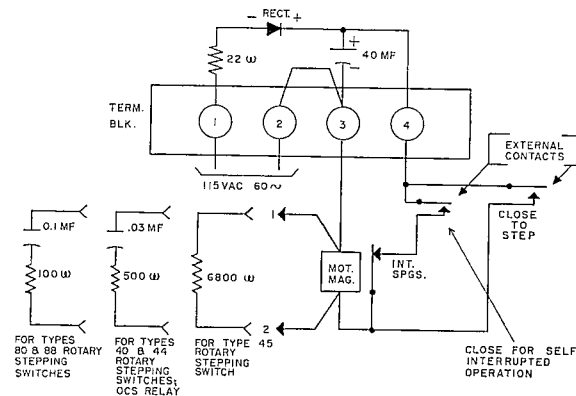 - RECT. +
+
22 ω
40 MF
-
TERM.
BLK.
1
2
3
4
EXTERNAL
CONTACTS
115VAC 60~
CLOSE
TO
STEP
0.1 MF
.03 MF
1
100 ω
500 ω
6800 ω
MOT.
MAG.
INT.
SPGS.
2
FOR TYPES
80 & 88 ROTARY
STEPPING
SWITCHES
FOR TYPES
40 & 44
ROTARY
STEPPING
SWITCHES;
OCS RELAY
FOR TYPE 45
ROTARY
STEPPING
SWITCH
CLOSE FOR SELF
INTERRUPTED
OPERATION